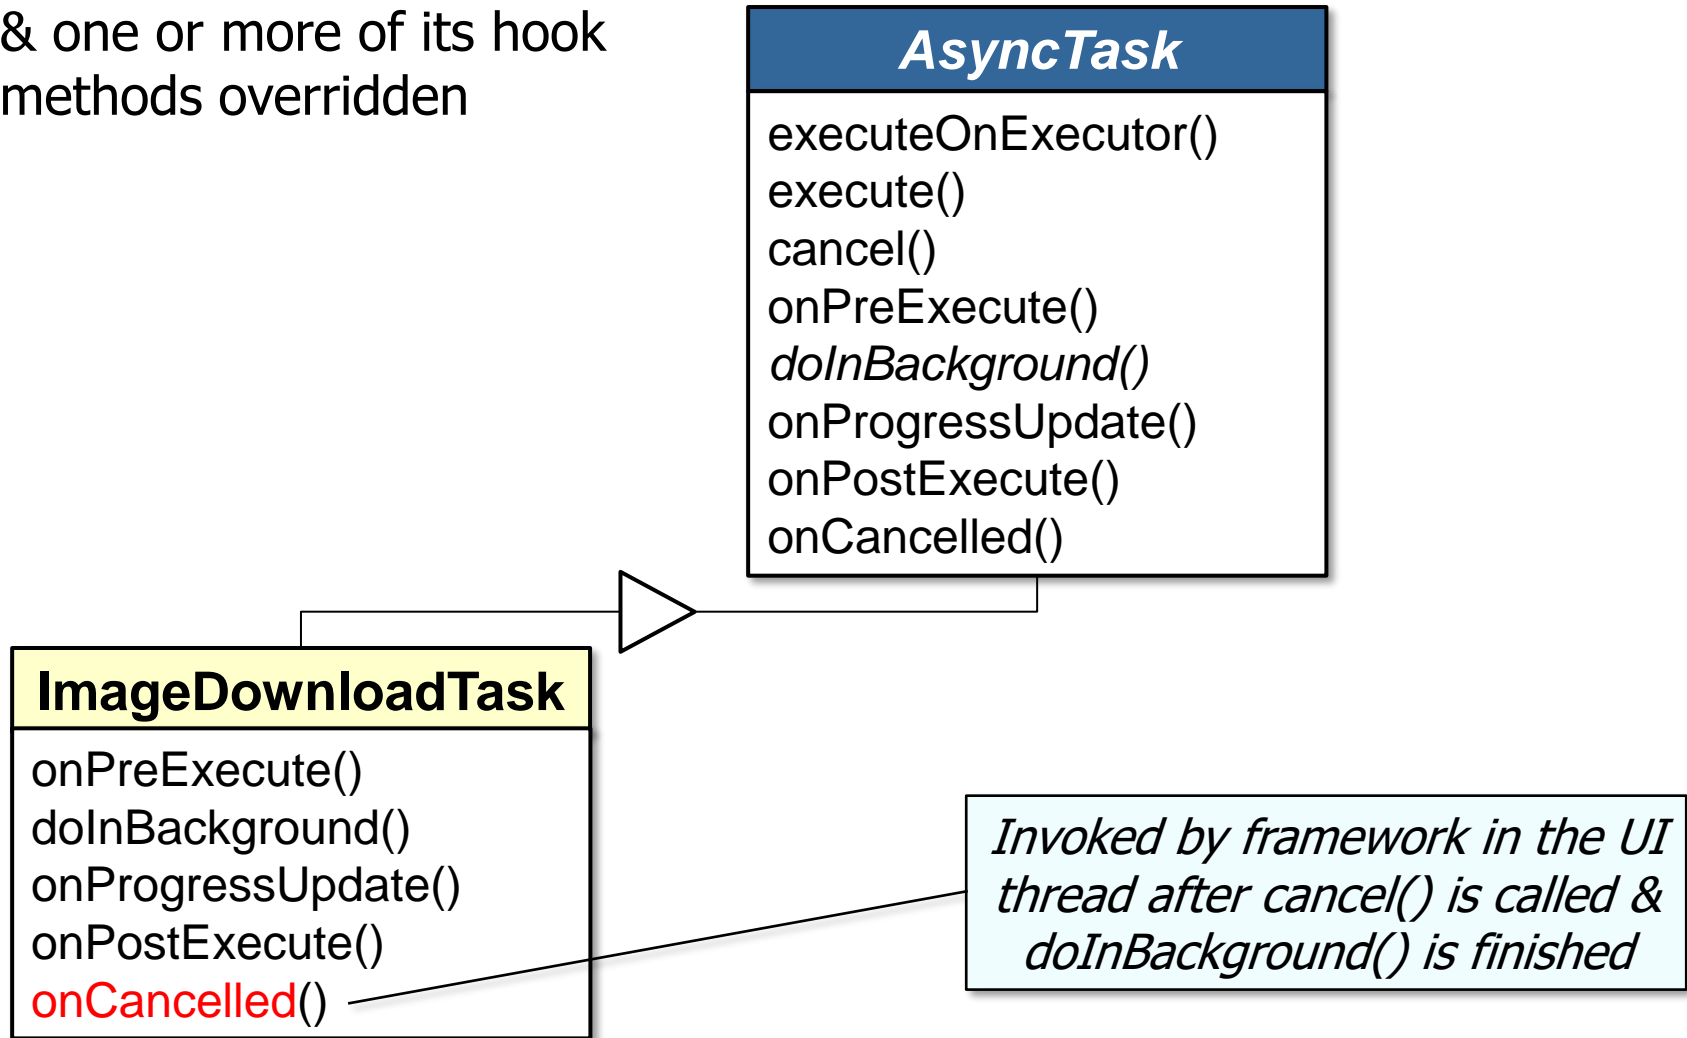 & one or more of its hook
methods overridden
AsyncTask
executeOnExecutor()
execute()
cancel()
onPreExecute()
doInBackground()
onProgressUpdate()
onPostExecute()
onCancelled()
ImageDownloadTask
onPreExecute()
doInBackground()
onProgressUpdate()
onPostExecute()
onCancelled()
Invoked by framework in the UI
thread after cancel() is called &
doInBackground() is finished